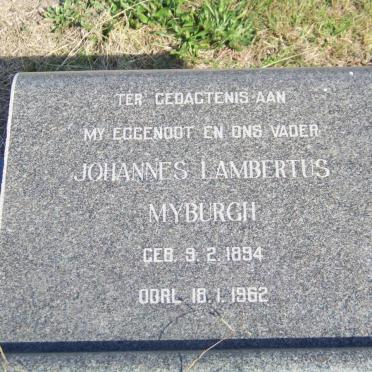 TER GEDAGTENIS AAN
MY EGGENOOT EN ONS VADER
JOHANNES LAMBERTUS
MYBURGH
GEB. 9. 2. 1894
OORL. 18. 1. 1962